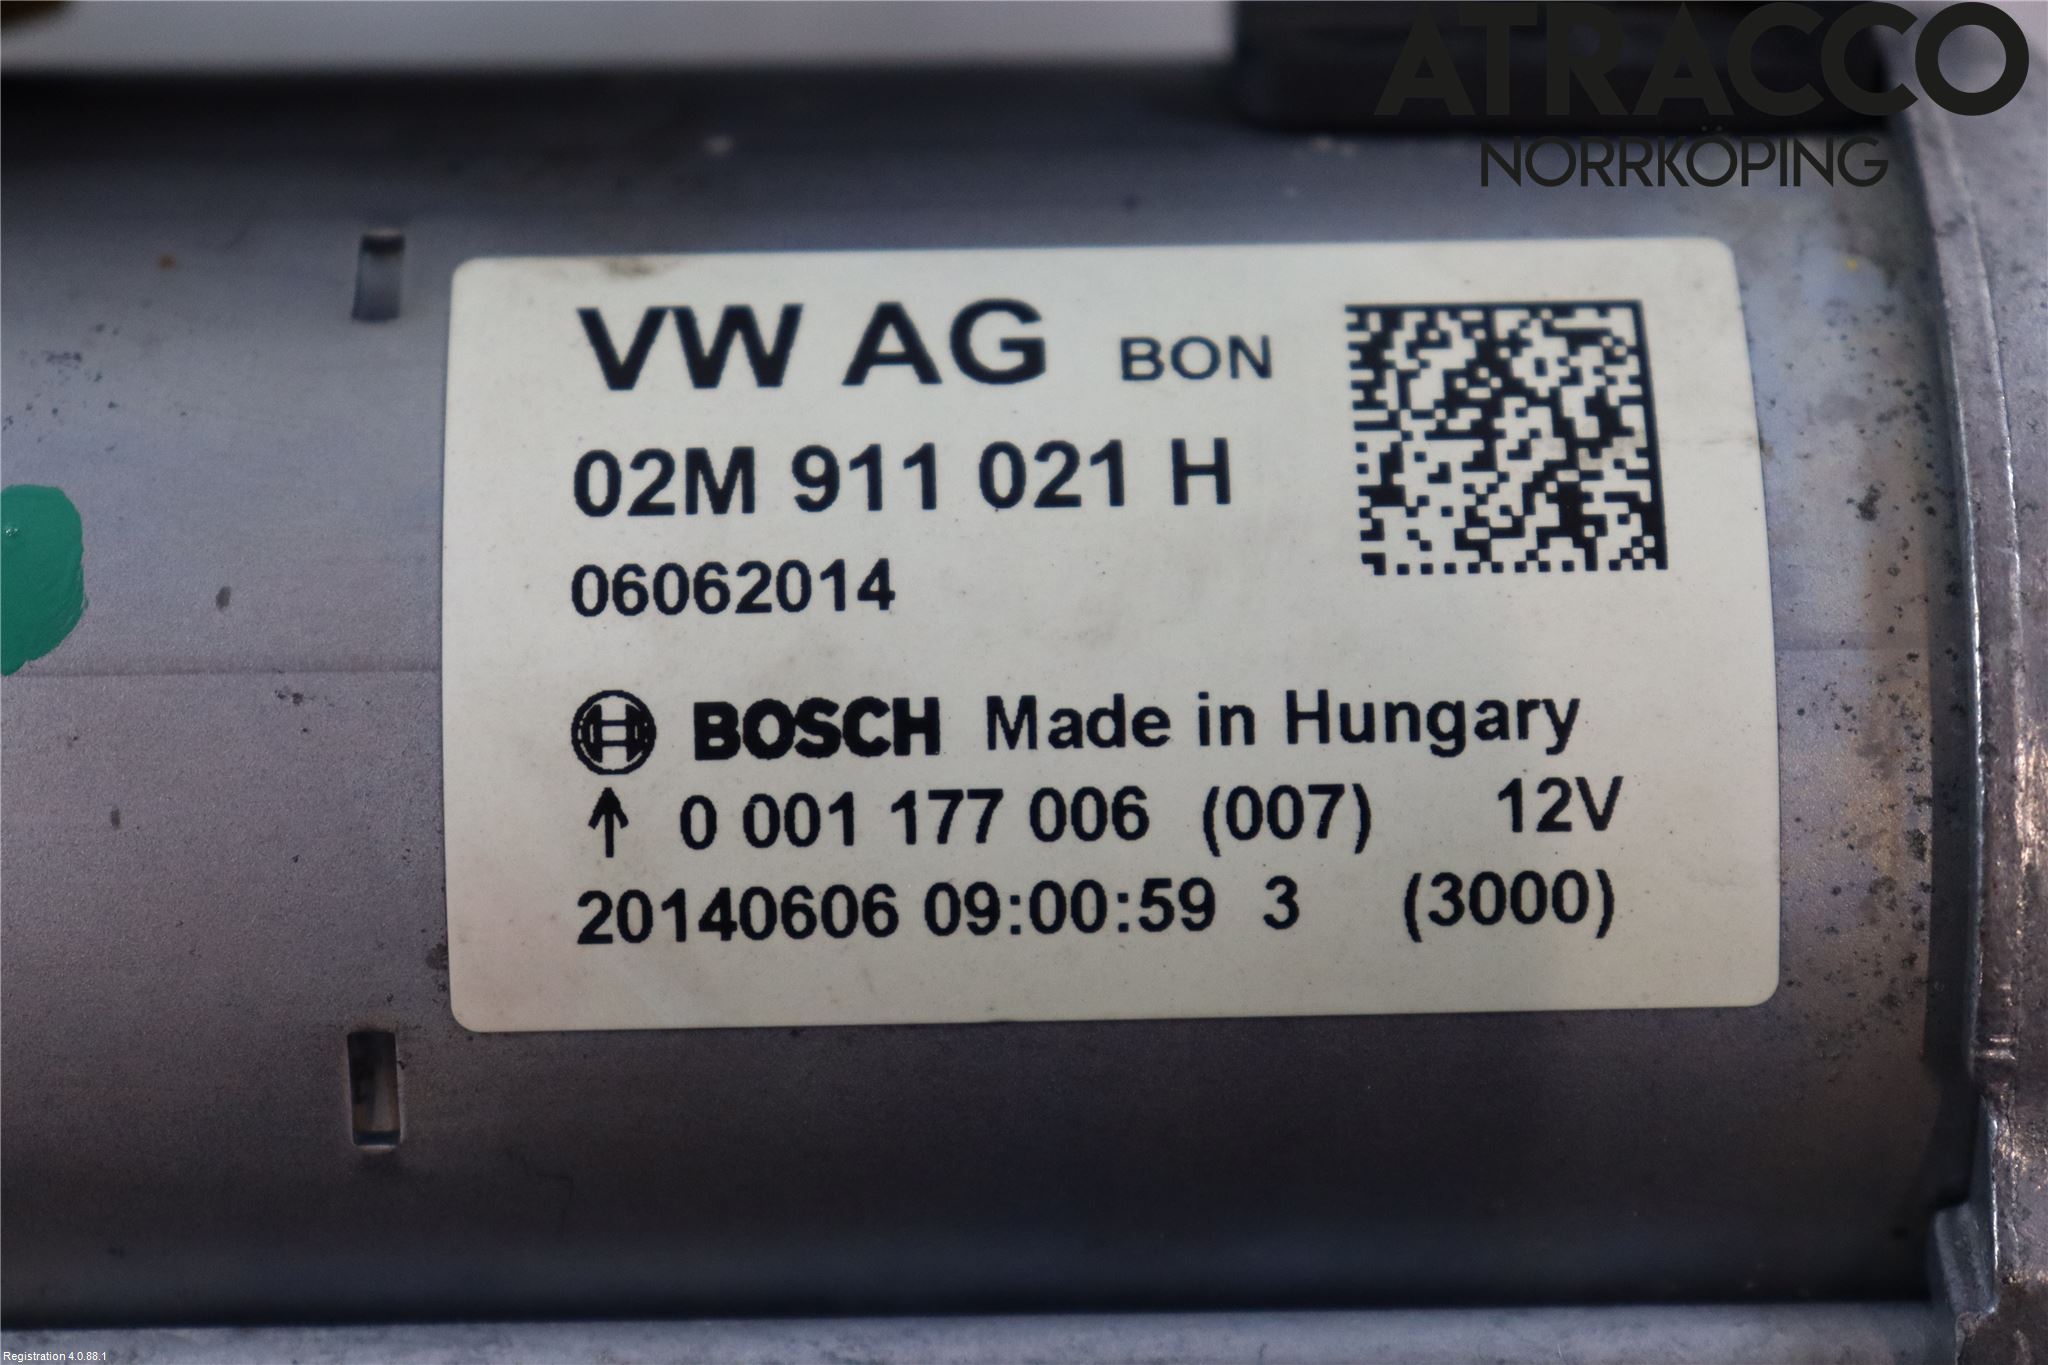 ATRACCO
NORRKÖPING
VW AG BON
02M 911 021 H
06062014
BOSCH Made in Hungary
↑ 0 001 177 006 (007) 12V
20140606 09:00:59 3 (3000)
Registration 4.0.88.1